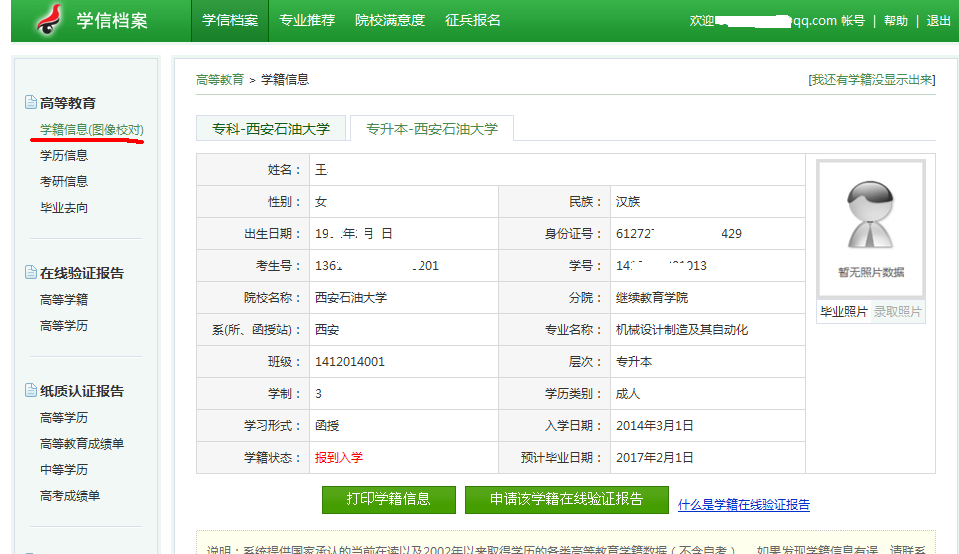 学信档案 学信档案 专业推荐 院校满意度 征兵报名 欢迎 qq.com 帐号 | 帮助 | 退出
高等教育 > 学籍信息 [我还有学籍没显示出来]
高等教育
学籍信息(图像校对)
学历信息
考研信息
毕业去向
在线验证报告
高等学籍
高等学历
纸质认证报告
高等学历
高等教育成绩单
中等学历
高考成绩单
专科-西安石油大学 专升本-西安石油大学
姓名： 王
性别： 女 民族： 汉族
出生日期： 19 年 月 日 身份证号： 6127 429
考生号： 136 201 学号： 14 1013
院校名称： 西安石油大学 分院： 继续教育学院
系(所、函授站)： 西安 专业名称： 机械设计制造及其自动化
班级： 1412014001 层次： 专升本
学制： 3 学历类别： 成人
学习形式： 函授 入学日期： 2014年3月1日
学籍状态： 报到入学 预计毕业日期： 2017年2月1日
暂无照片数据
毕业照片 录取照片
打印学籍信息 申请该学籍在线验证报告 什么是学籍在线验证报告
说明：系统提供国家承认的当前在读以及2002年以来取得学历的各类高等教育学籍数据（不含自考）， 如果发现学籍信息有误，请联系